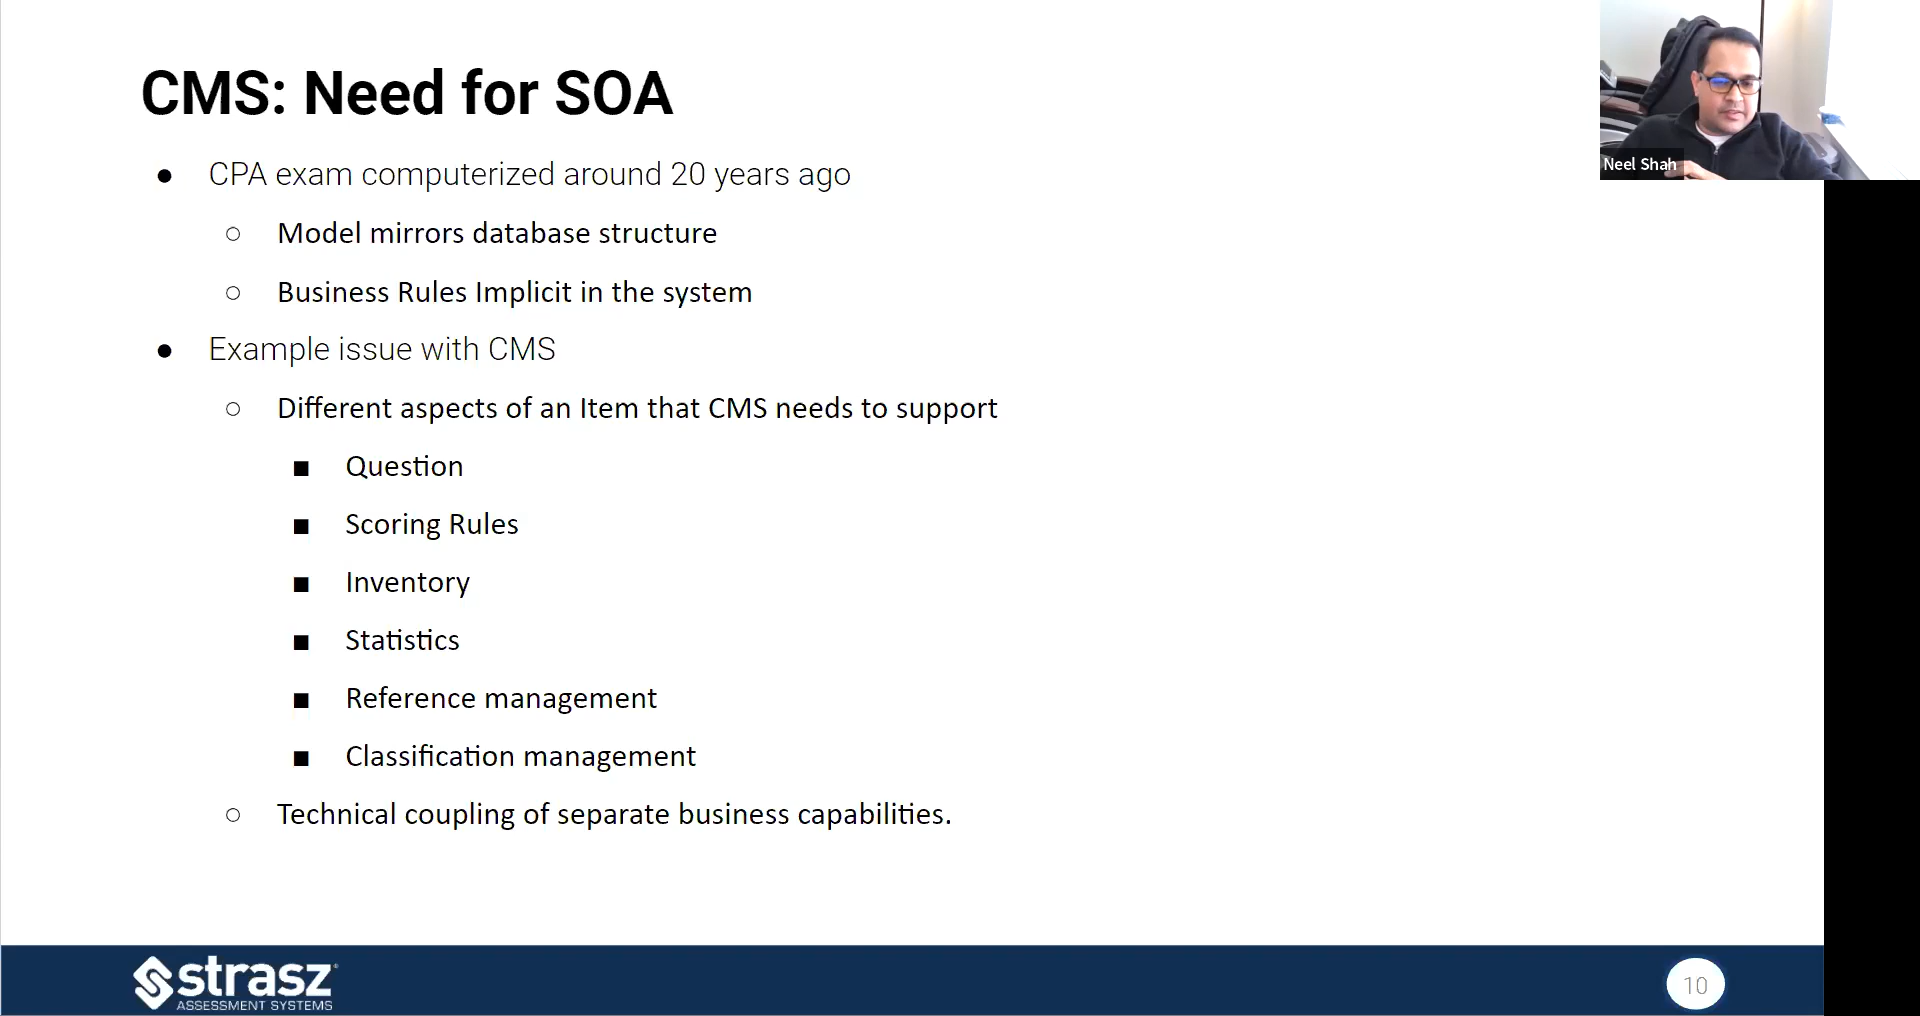 CMS: Need for SOA
● CPA exam computerized around 20 years ago
○ Model mirrors database structure
○ Business Rules Implicit in the system
● Example issue with CMS
○ Different aspects of an Item that CMS needs to support
■ Question
■ Scoring Rules
■ Inventory
■ Statistics
■ Reference management
■ Classification management
○ Technical coupling of separate business capabilities.
Neel Shah
strasz
ASSESSMENT SYSTEMS
10